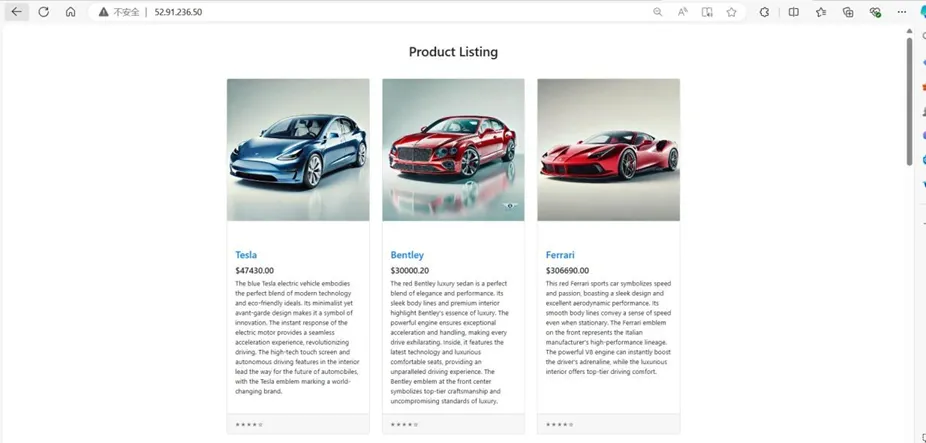 不安全 52.91.236.50
Product Listing
Tesla
$47430.00
The blue Tesla electric vehicle embodies
the perfect blend of modern technology
and eco-friendly ideals. Its minimalist yet
avant-garde design makes it a symbol of
innovation. The instant response of the
electric motor provides a seamless
acceleration experience, revolutionizing
driving. The high-tech touch screen and
autonomous driving features in the interior
lead the way for the future of automobiles,
with the Tesla emblem marking a world-
changing brand.
Bentley
$30000.20
The red Bentley luxury sedan is a perfect
blend of elegance and performance. Its
sleek body lines and premium interior
highlight Bentley's essence of luxury. The
powerful engine ensures exceptional
acceleration and handling, making every
drive exhilarating. Inside, it features the
latest technology and luxurious
comfortable seats, providing an
unparalleled driving experience. The
Bentley emblem at the front center
symbolizes top-tier craftsmanship and
uncompromising standards of luxury.
Ferrari
$306690.00
This red Ferrari sports car symbolizes speed
and passion, boasting a sleek design and
excellent aerodynamic performance. Its
smooth body lines convey a sense of speed
even when stationary. The Ferrari emblem
on the front represents the Italian
manufacturer's high-performance lineage.
The powerful V8 engine can instantly boost
the driver's adrenaline, while the luxurious
interior offers top-tier driving comfort.